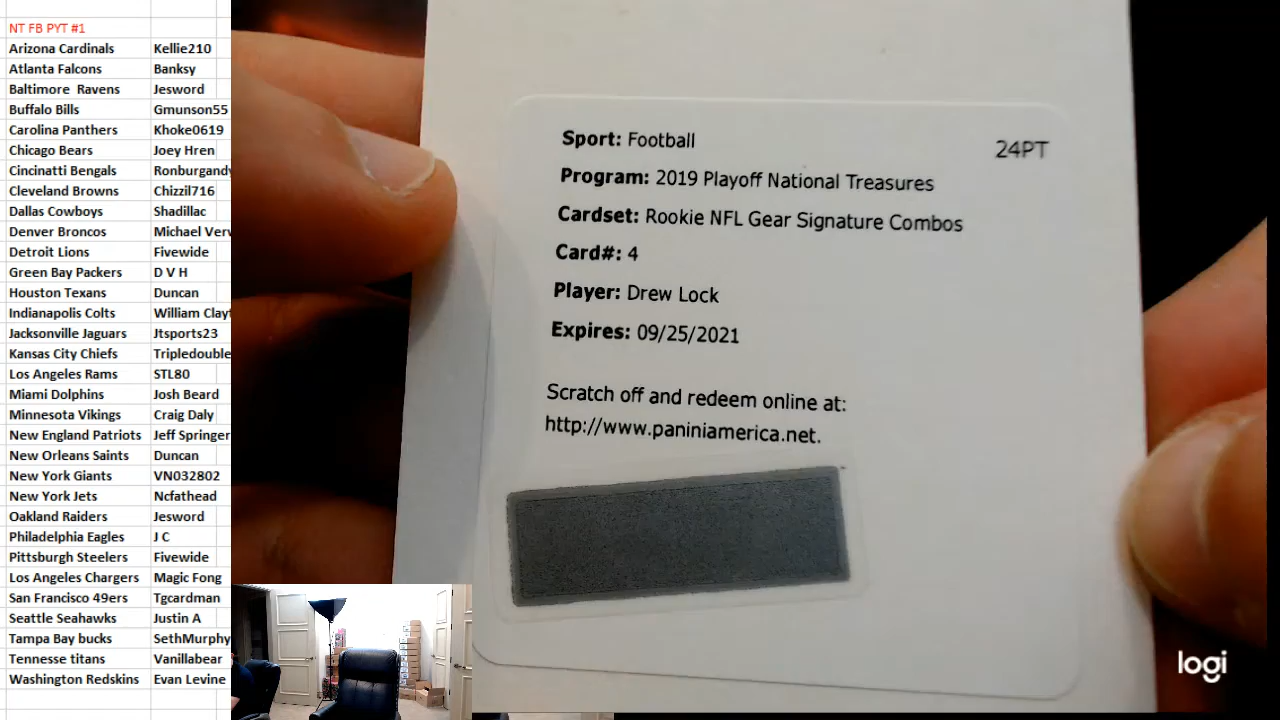 NT FB PYT #1
Arizona Cardinals Kellie210
Atlanta Falcons Banksy
Baltimore Ravens Jesword
Buffalo Bills Gmunson55
Carolina Panthers Khoke0619
Chicago Bears Joey Hren
Cincinatti Bengals Ronburgandy
Cleveland Browns Chizzil716
Dallas Cowboys Shadillac
Denver Broncos Michael Ver
Detroit Lions Fivewide
Green Bay Packers D V H
Houston Texans Duncan
Indianapolis Colts William Clayt
Jacksonville Jaguars Jtsports23
Kansas City Chiefs Tripledouble
Los Angeles Rams STL80
Miami Dolphins Josh Beard
Minnesota Vikings Craig Daly
New England Patriots Jeff Springer
New Orleans Saints Duncan
New York Giants VN032802
New York Jets Ncfathead
Oakland Raiders Jesword
Philadelphia Eagles J C
Pittsburgh Steelers Fivewide
Los Angeles Chargers Magic Fong
San Francisco 49ers Tgcardman
Seattle Seahawks Justin A
Tampa Bay bucks SethMurphy
Tennesse titans Vanillabear
Washington Redskins Evan Levine
Sport: Football
24PT
Program: 2019 Playoff National Treasures
Cardset: Rookie NFL Gear Signature Combos
Card#: 4
Player: Drew Lock
Expires: 09/25/2021
Scratch off and redeem online at:
http://www.paniniamerica.net.
logi